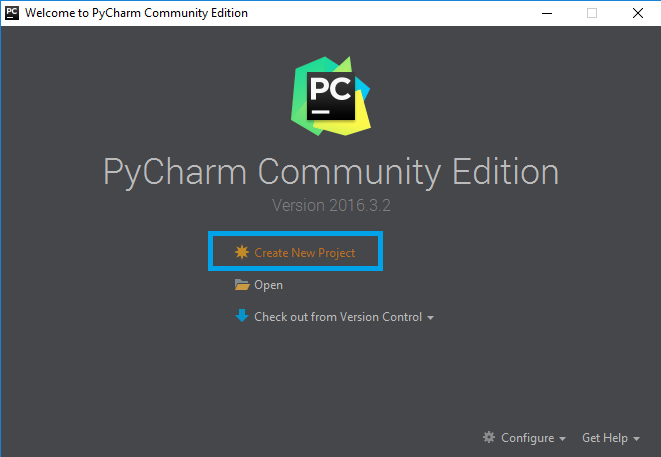 PC Welcome to PyCharm Community Edition
PC
PyCharm Community Edition
Version 2016.3.2
Create New Project
Open
Check out from Version Control
Configure Get Help